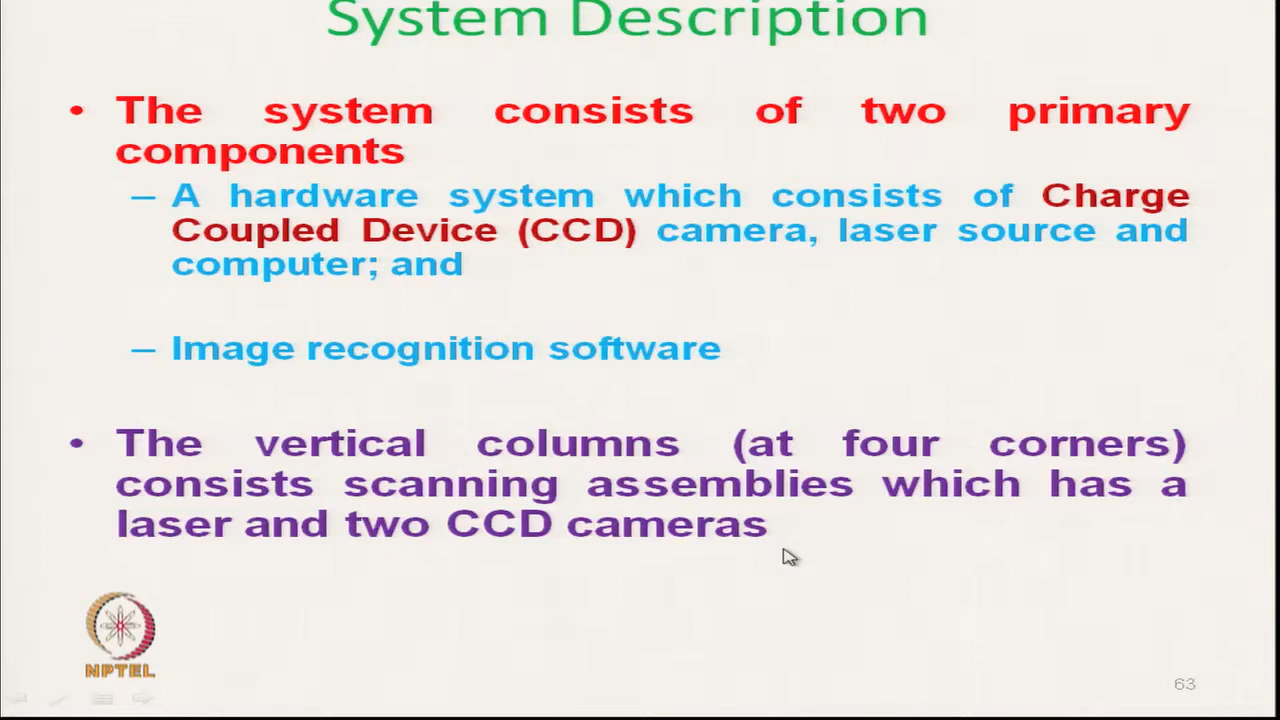 System Description
• The system consists of two primary
components
– A hardware system which consists of Charge
Coupled Device (CCD) camera, laser source and
computer; and
– Image recognition software
• The vertical columns (at four corners)
consists scanning assemblies which has a
laser and two CCD cameras
NPTEL
63